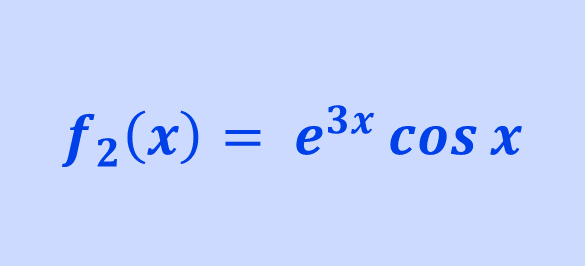 f₂(x) = e³ˣ cos x